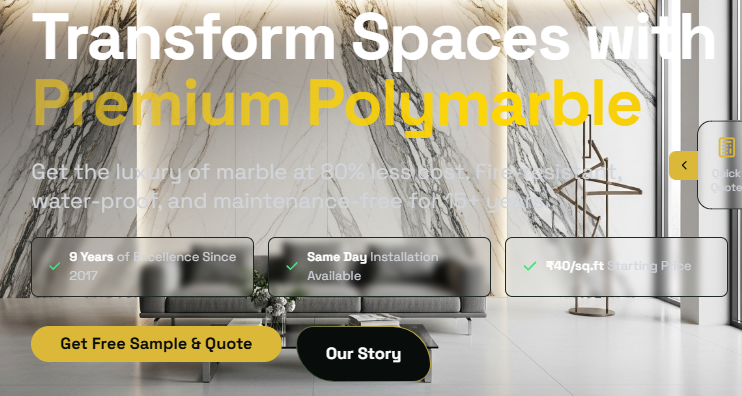 Transform Spaces with
Premium Polymarble
Get the luxury of marble at 80% less cost. Fire-resistant,
water-proof, and maintenance-free for 15+ years.
9 Years of Excellence Since
2017
Same Day Installation
Available
₹40/sq.ft Starting Price
Quick
Quote
Get Free Sample & Quote
Our Story